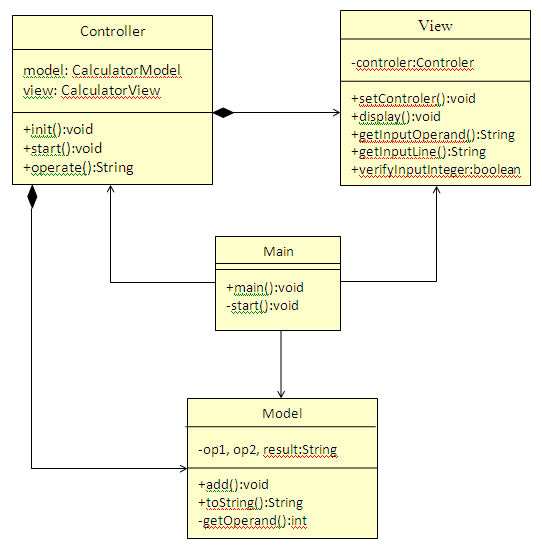 Controller
model: CalculatorModel
view: CalculatorView
+init():void
+start():void
+operate():String
View
-controler:Controler
+setControler():void
+display():void
+getInputOperand():String
+getInputLine():String
+verifyInputInteger:boolean
Main
+main():void
-start():void
Model
-op1, op2, result:String
+add():void
+toString():String
-getOperand():int